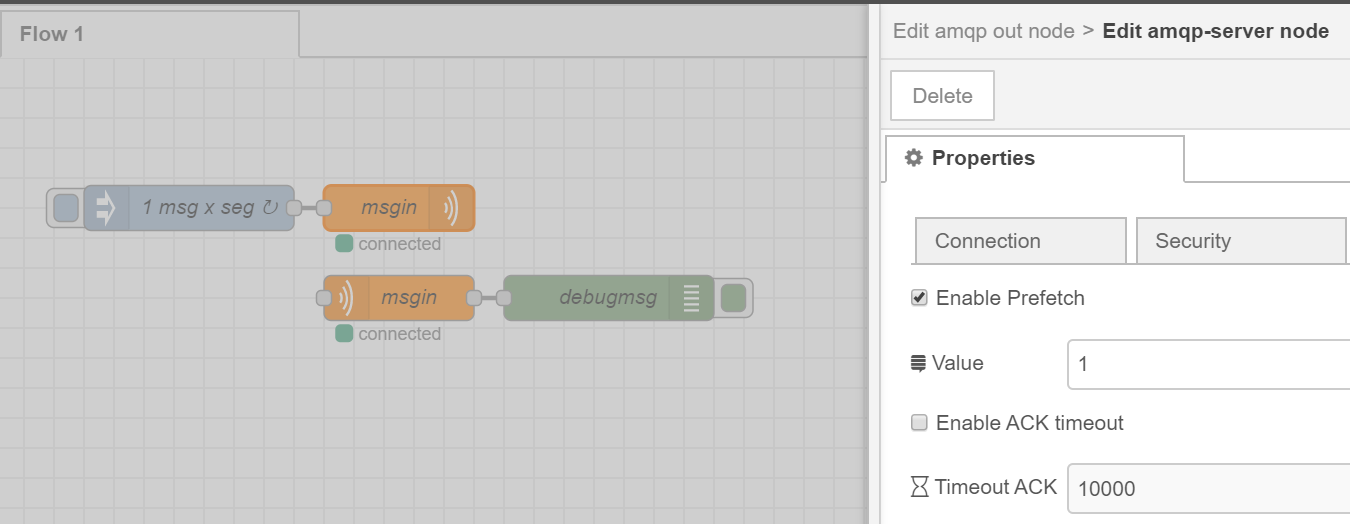 Flow 1
1 msg x seg ↻
msgin
connected
msgin
debugmsg
connected
Edit amqp out node > Edit amqp-server node
Delete
Properties
Connection
Security
Enable Prefetch
Value
1
Enable ACK timeout
Timeout ACK
10000